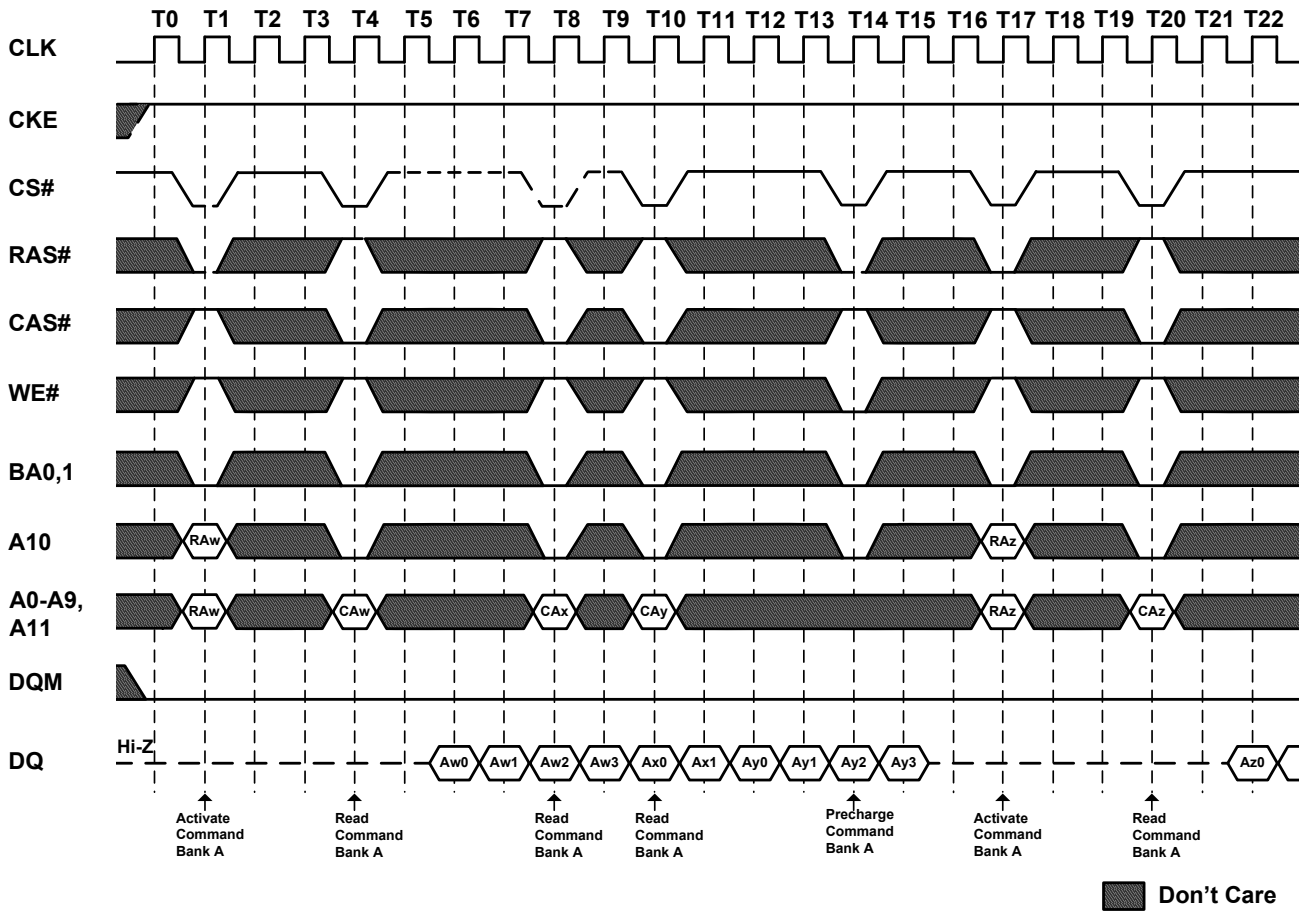 T0 T1 T2 T3 T4 T5 T6 T7 T8 T9 T10 T11 T12 T13 T14 T15 T16 T17 T18 T19 T20 T21 T22
CLK
CKE
CS#
RAS#
CAS#
WE#
BA0,1
A10 RAw RAz
A0-A9,
A11
RAw CAw CAx CAy RAz CAz
DQM
Hi-Z
DQ Aw0 Aw1 Aw2 Aw3 Ax0 Ax1 Ay0 Ay1 Ay2 Ay3 Az0
Activate
Command
Bank A
Read
Command
Bank A
Read
Command
Bank A
Read
Command
Bank A
Precharge
Command
Bank A
Activate
Command
Bank A
Read
Command
Bank A
Don't Care